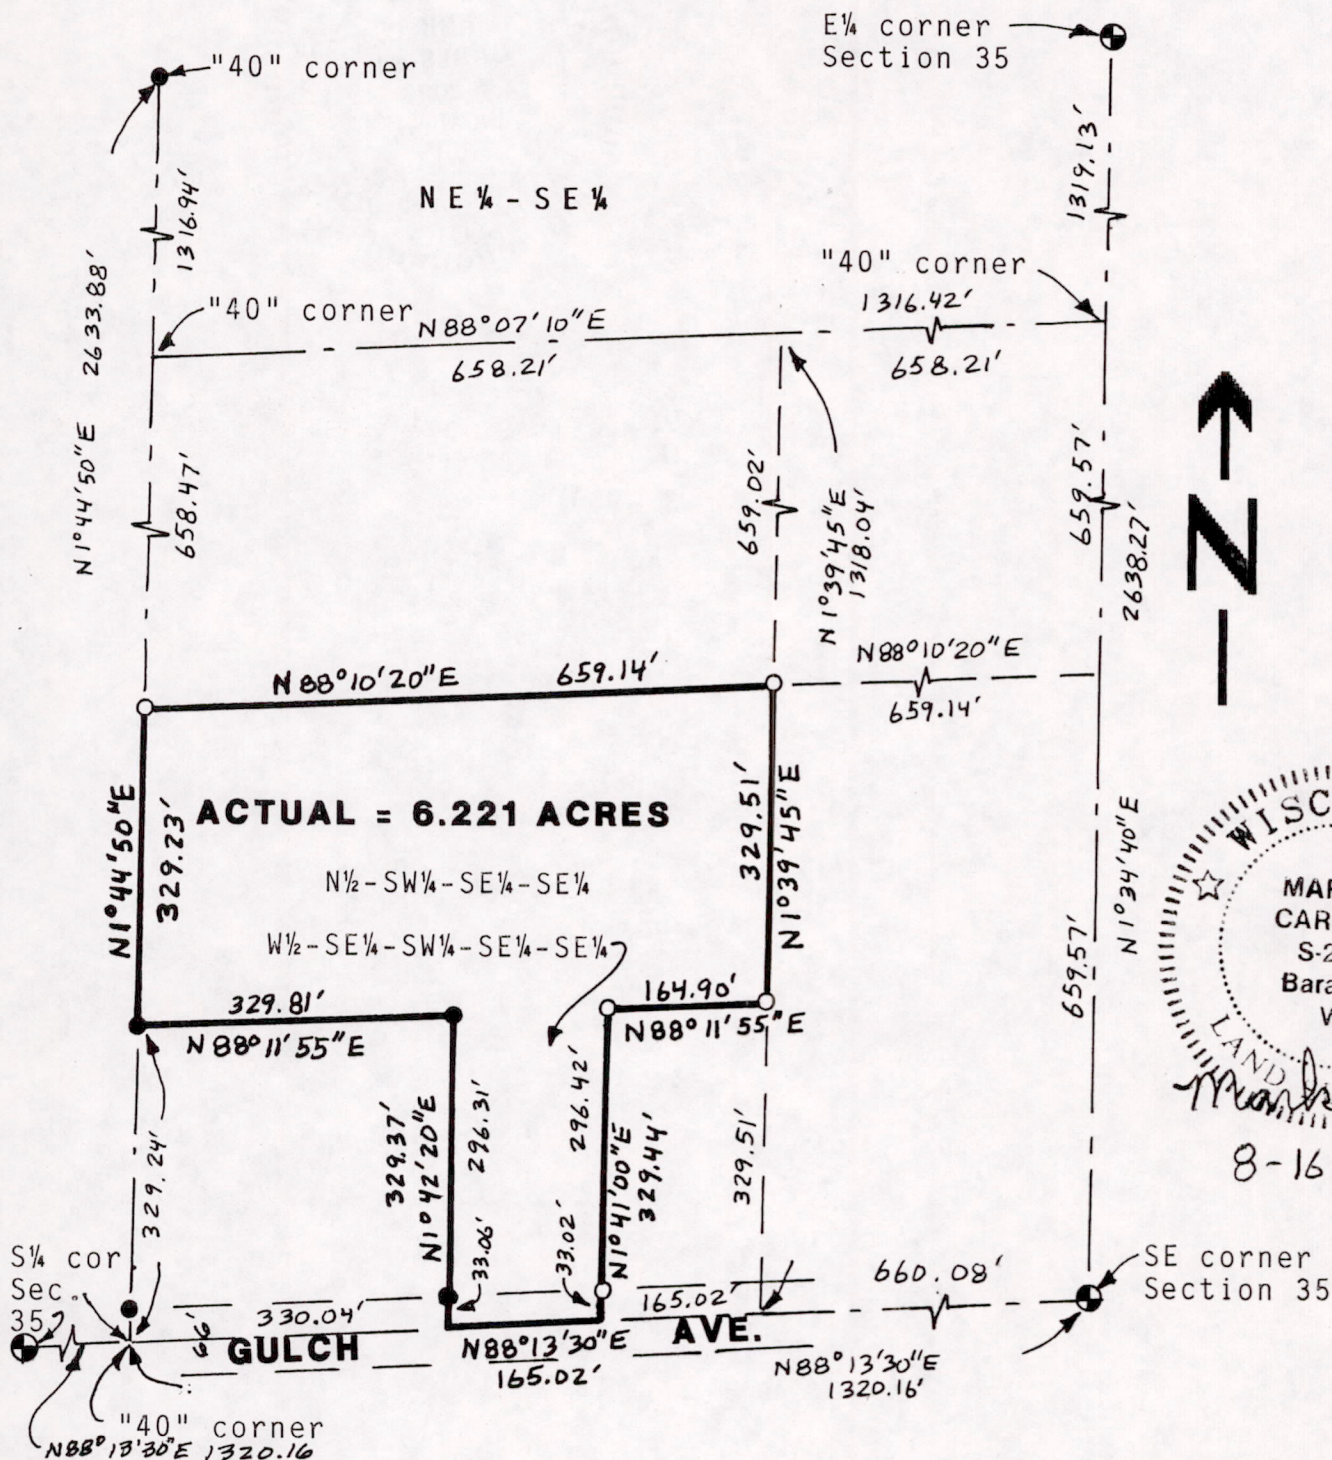 E¼ corner
Section 35
"40" corner
1319.13'
1316.94'
NE¼-SE¼
2633.88'
"40" corner
1316.42'
"40" corner
N88°07'10"E
658.21'
658.21'
N1°44'50"E
658.47'
659.02'
N1°39'45"E
1318.04'
659.57'
2638.27'
N
N88°10'20"E 659.14'
N88°10'20"E
659.14'
N1°44'50"E
329.23'
ACTUAL = 6.221 ACRES
329.51'
N1°39'45"E
N1°34'40"E
659.57'
N½-SW¼-SE¼-SE¼
W½-SE¼-SW¼-SE¼-SE¼
WISC
MAR
CAR
S-2
Bara
W
LAND
8-16
329.81'
N88°11'55"E
164.90'
N88°11'55"E
329.24'
329.37'
N1°42'20"E
296.31'
33.06'
296.42'
33.02'
N1°41'00"E
329.44'
329.51'
S¼ cor
Sec.
35
66'
330.04'
GULCH
N88°13'30"E
165.02'
165.02'
AVE.
660.08'
N88°13'30"E
1320.16'
SE corner
Section 35
"40" corner
N88°13'30"E 1320.16